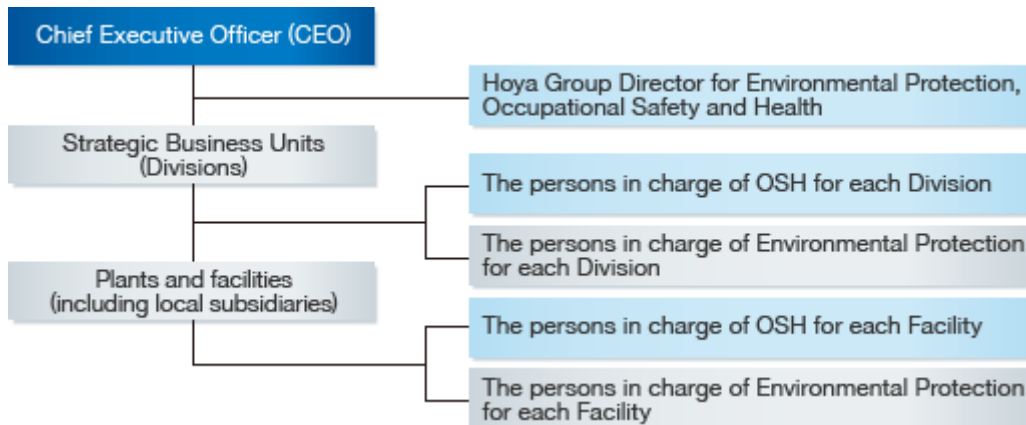 Chief Executive Officer (CEO)
Hoya Group Director for Environmental Protection,
Occupational Safety and Health
Strategic Business Units
(Divisions)
The persons in charge of OSH for each Division
The persons in charge of Environmental Protection
for each Division
Plants and facilities
(including local subsidiaries)
The persons in charge of OSH for each Facility
The persons in charge of Environmental Protection
for each Facility